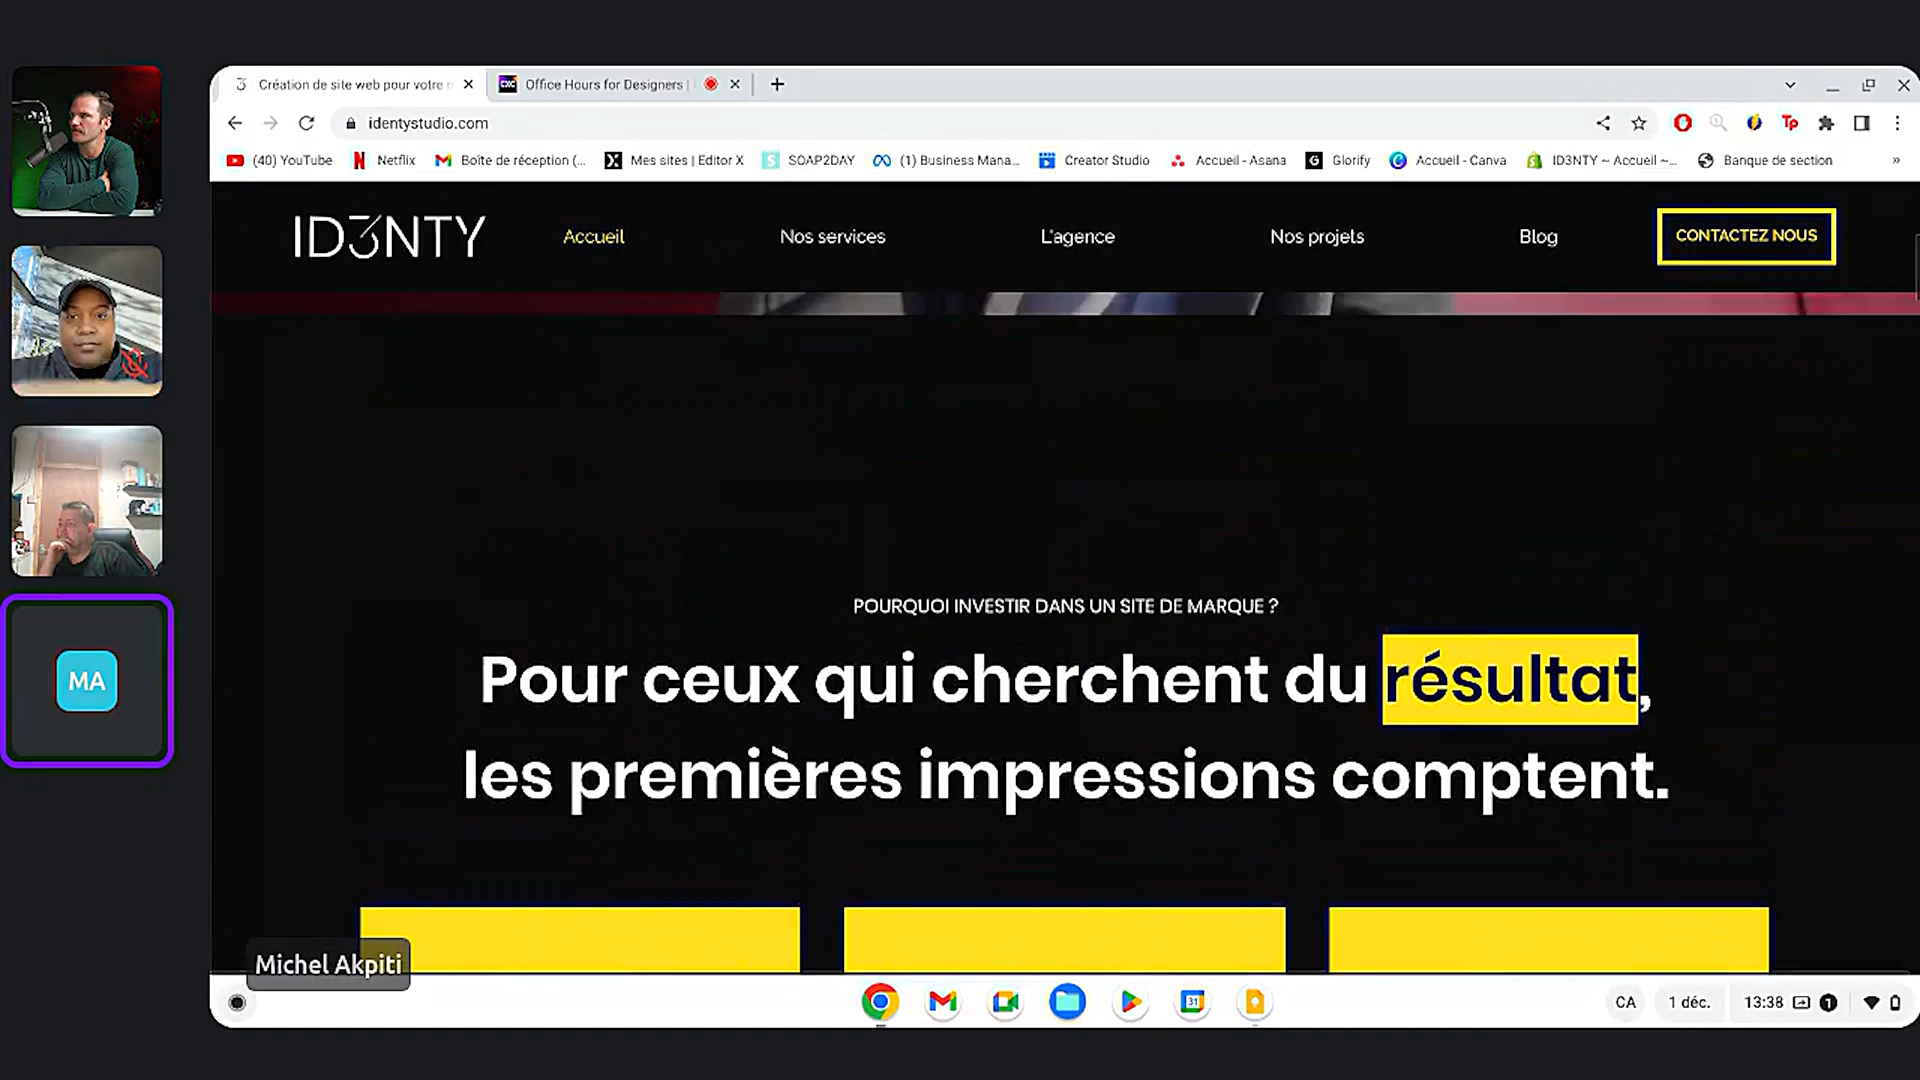 Création de site web pour votre
Office Hours for Designers |
identystudio.com
(40) YouTube
Netflix
Boîte de réception (...
Mes sites | Editor X
SOAP2DAY
(1) Business Mana...
Creator Studio
Accueil - Asana
Glorify
Accueil - Canva
ID3NTY ~ Accueil ~...
Banque de section
»
ID3NTY
Accueil
Nos services
L'agence
Nos projets
Blog
CONTACTEZ NOUS
POURQUOI INVESTIR DANS UN SITE DE MARQUE ?
Pour ceux qui cherchent du résultat,
les premières impressions comptent.
MA
Michel Akpiti
31
CA
1 déc.
13:38
1